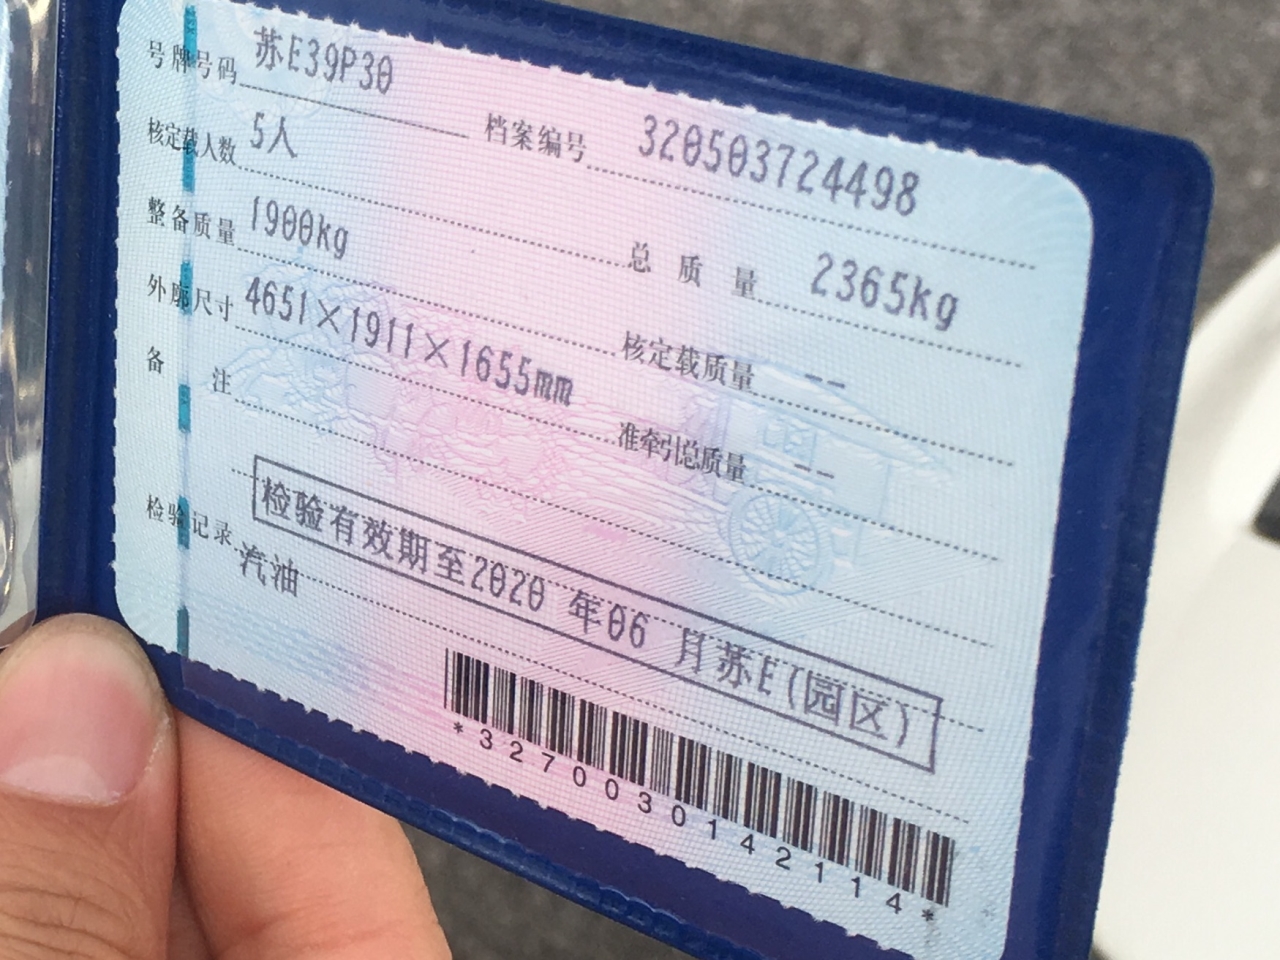 号牌号码 苏E39P30 档案编号 320503724498
核定载人数 5人 总质量 2365kg
整备质量 1900kg 核定载质量 --
外廓尺寸 4651×1911×1655mm 准牵引总质量 --
备注
检验记录 检验有效期至2020 年06 月苏E(园区)
汽油
*3270030142114*